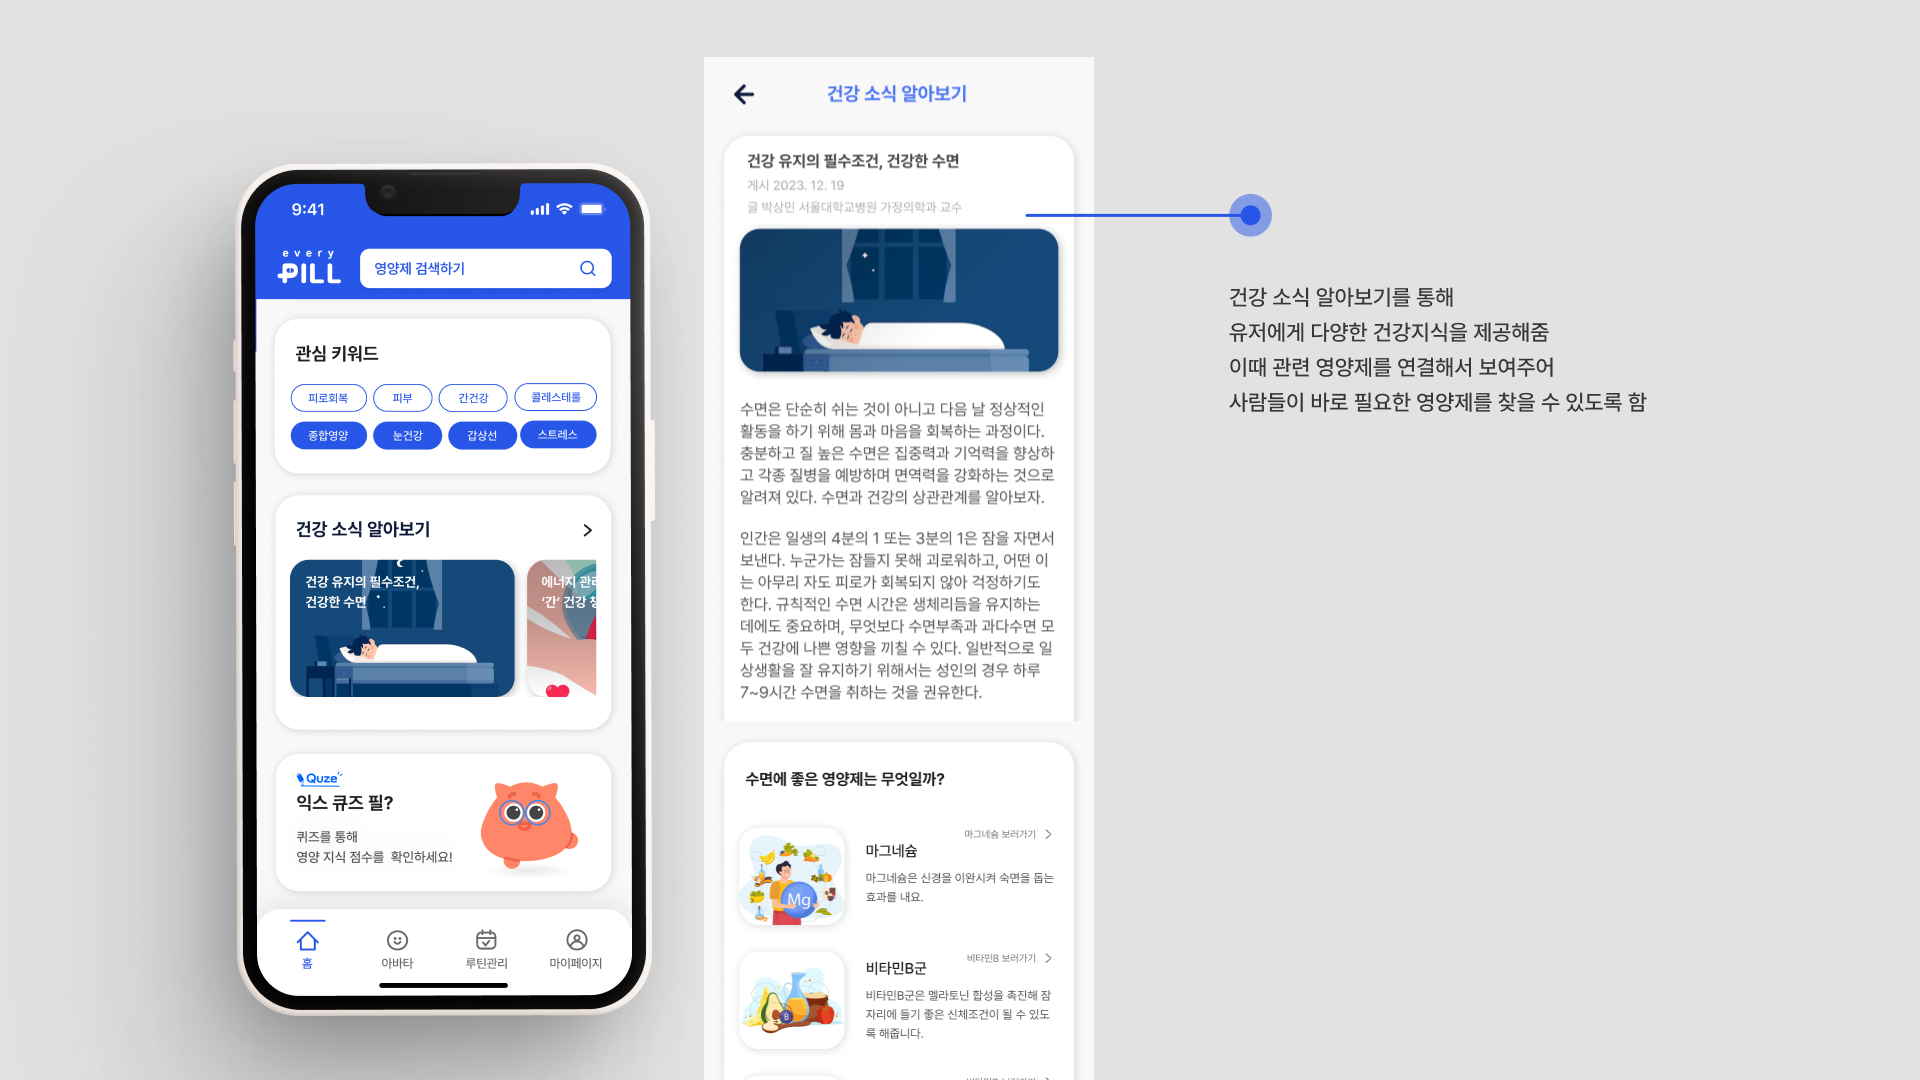 9:41
every
PILL
영양제 검색하기
관심 키워드
피로회복
피부
간건강
콜레스테롤
종합영양
눈건강
갑상선
스트레스
건강 소식 알아보기
건강 유지의 필수조건,
건강한 수면
에너지 관리
‘간’ 건강
Quze
익스 큐즈 필?
퀴즈를 통해
영양 지식 점수를 확인하세요!
홈
아바타
루틴관리
마이페이지
건강 소식 알아보기
건강 유지의 필수조건, 건강한 수면
게시 2023. 12. 19
글 박상민 서울대학교병원 가정의학과 교수
수면은 단순히 쉬는 것이 아니고 다음 날 정상적인
활동을 하기 위해 몸과 마음을 회복하는 과정이다.
충분하고 질 높은 수면은 집중력과 기억력을 향상하
고 각종 질병을 예방하며 면역력을 강화하는 것으로
알려져 있다. 수면과 건강의 상관관계를 알아보자.
인간은 일생의 4분의 1 또는 3분의 1은 잠을 자면서
보낸다. 누군가는 잠들지 못해 괴로워하고, 어떤 이
는 아무리 자도 피로가 회복되지 않아 걱정하기도
한다. 규칙적인 수면 시간은 생체리듬을 유지하는
데에도 중요하며, 무엇보다 수면부족과 과다수면 모
두 건강에 나쁜 영향을 끼칠 수 있다. 일반적으로 일
상생활을 잘 유지하기 위해서는 성인의 경우 하루
7~9시간 수면을 취하는 것을 권유한다.
수면에 좋은 영양제는 무엇일까?
마그네슘 보러가기
마그네슘
마그네슘은 신경을 이완시켜 숙면을 돕는
효과를 내요.
Mg
비타민B 보러가기
비타민B군
비타민B군은 멜라토닌 합성을 촉진해 잠
자리에 들기 좋은 신체조건이 될 수 있도
록 해줍니다.
B
건강 소식 알아보기를 통해
유저에게 다양한 건강지식을 제공해줌
이때 관련 영양제를 연결해서 보여주어
사람들이 바로 필요한 영양제를 찾을 수 있도록 함